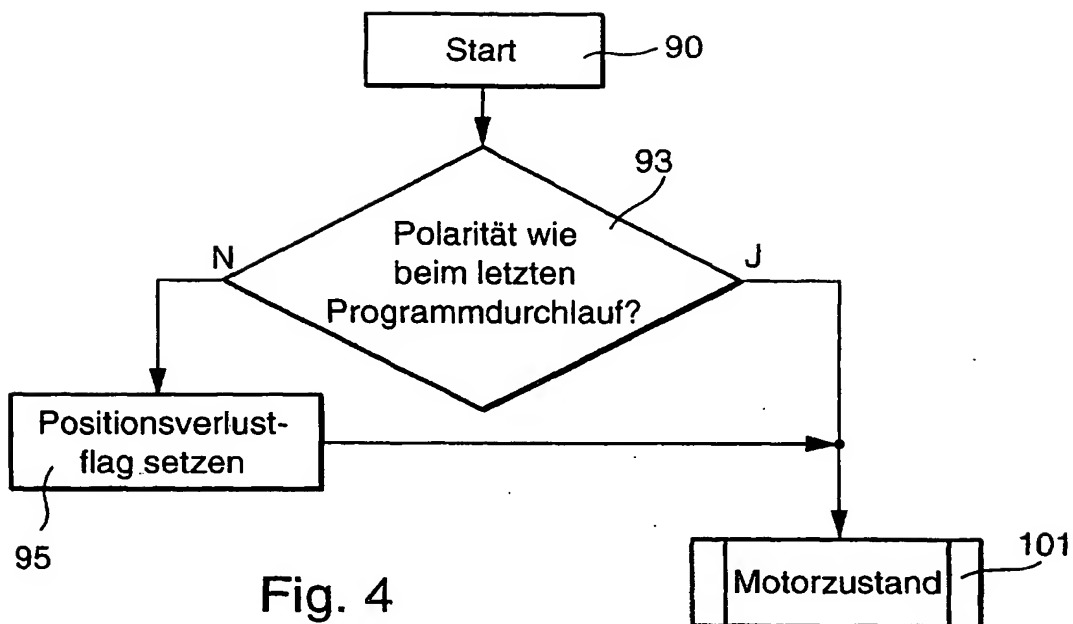 Start
90
93
Polarität wie
beim letzten
Programmdurchlauf?
N
J
Positionsverlust-
flag setzen
95
Motorzustand
101
Fig. 4